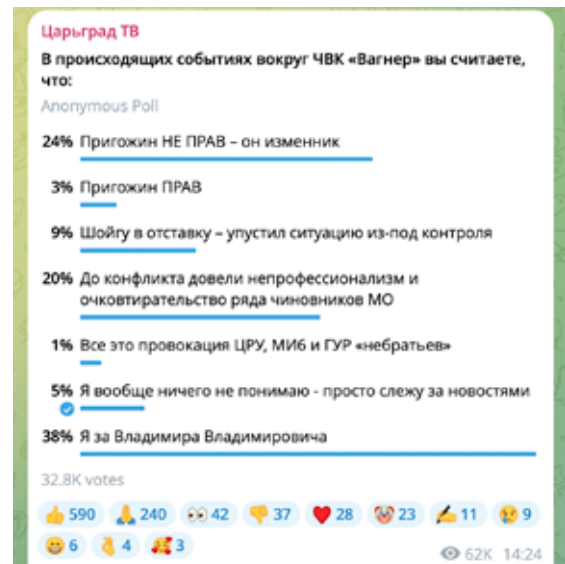 Царьград ТВ
В происходящих событиях вокруг ЧВК «Вагнер» вы считаете,
что:
Anonymous Poll
24% Пригожин НЕ ПРАВ – он изменник
3% Пригожин ПРАВ
9% Шойгу в отставку – упустил ситуацию из-под контроля
20% До конфликта довели непрофессионализм и
очковтирательство ряда чиновников МО
1% Все это провокация ЦРУ, МИ6 и ГУР «небратьев»
5% Я вообще ничего не понимаю - просто слежу за новостями
38% Я за Владимира Владимировича
32.8K votes
590 240 42 37 28 23 11 9
6 4 3 62K 14:24